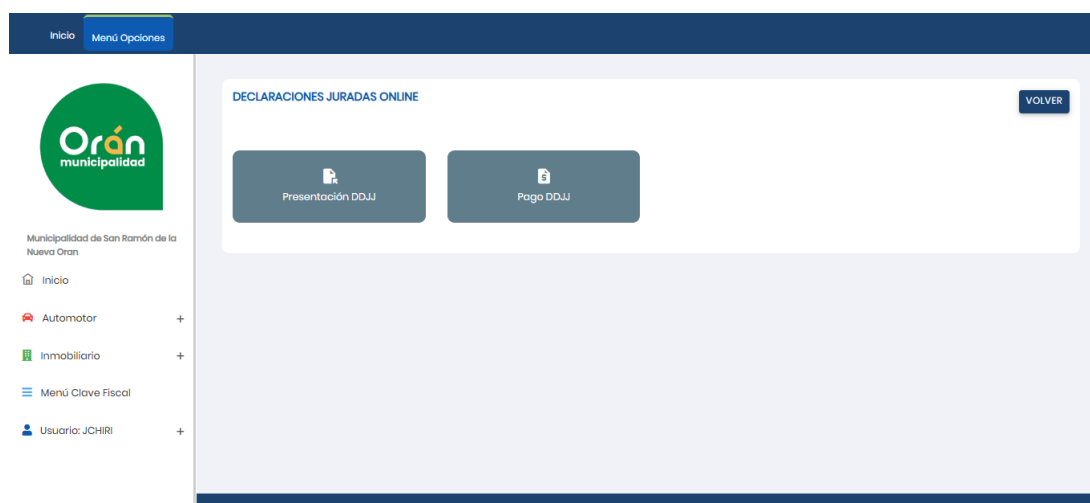 Inicio
Menú Opciones
Orán
municipalidad
Municipalidad de San Ramón de la
Nueva Oran
Inicio
Automotor +
Inmobiliario +
Menú Clave Fiscal
Usuario: JCHIRI +
DECLARACIONES JURADAS ONLINE
VOLVER
Presentación DDJJ
Pago DDJJ